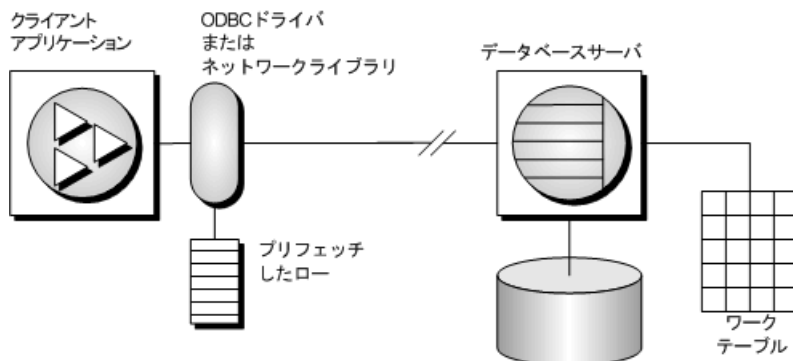 クライアント
アプリケーション
ODBCドライバ
または
ネットワークライブラリ
データベースサーバ
プリフェッチ
したロー
ワーク
テーブル